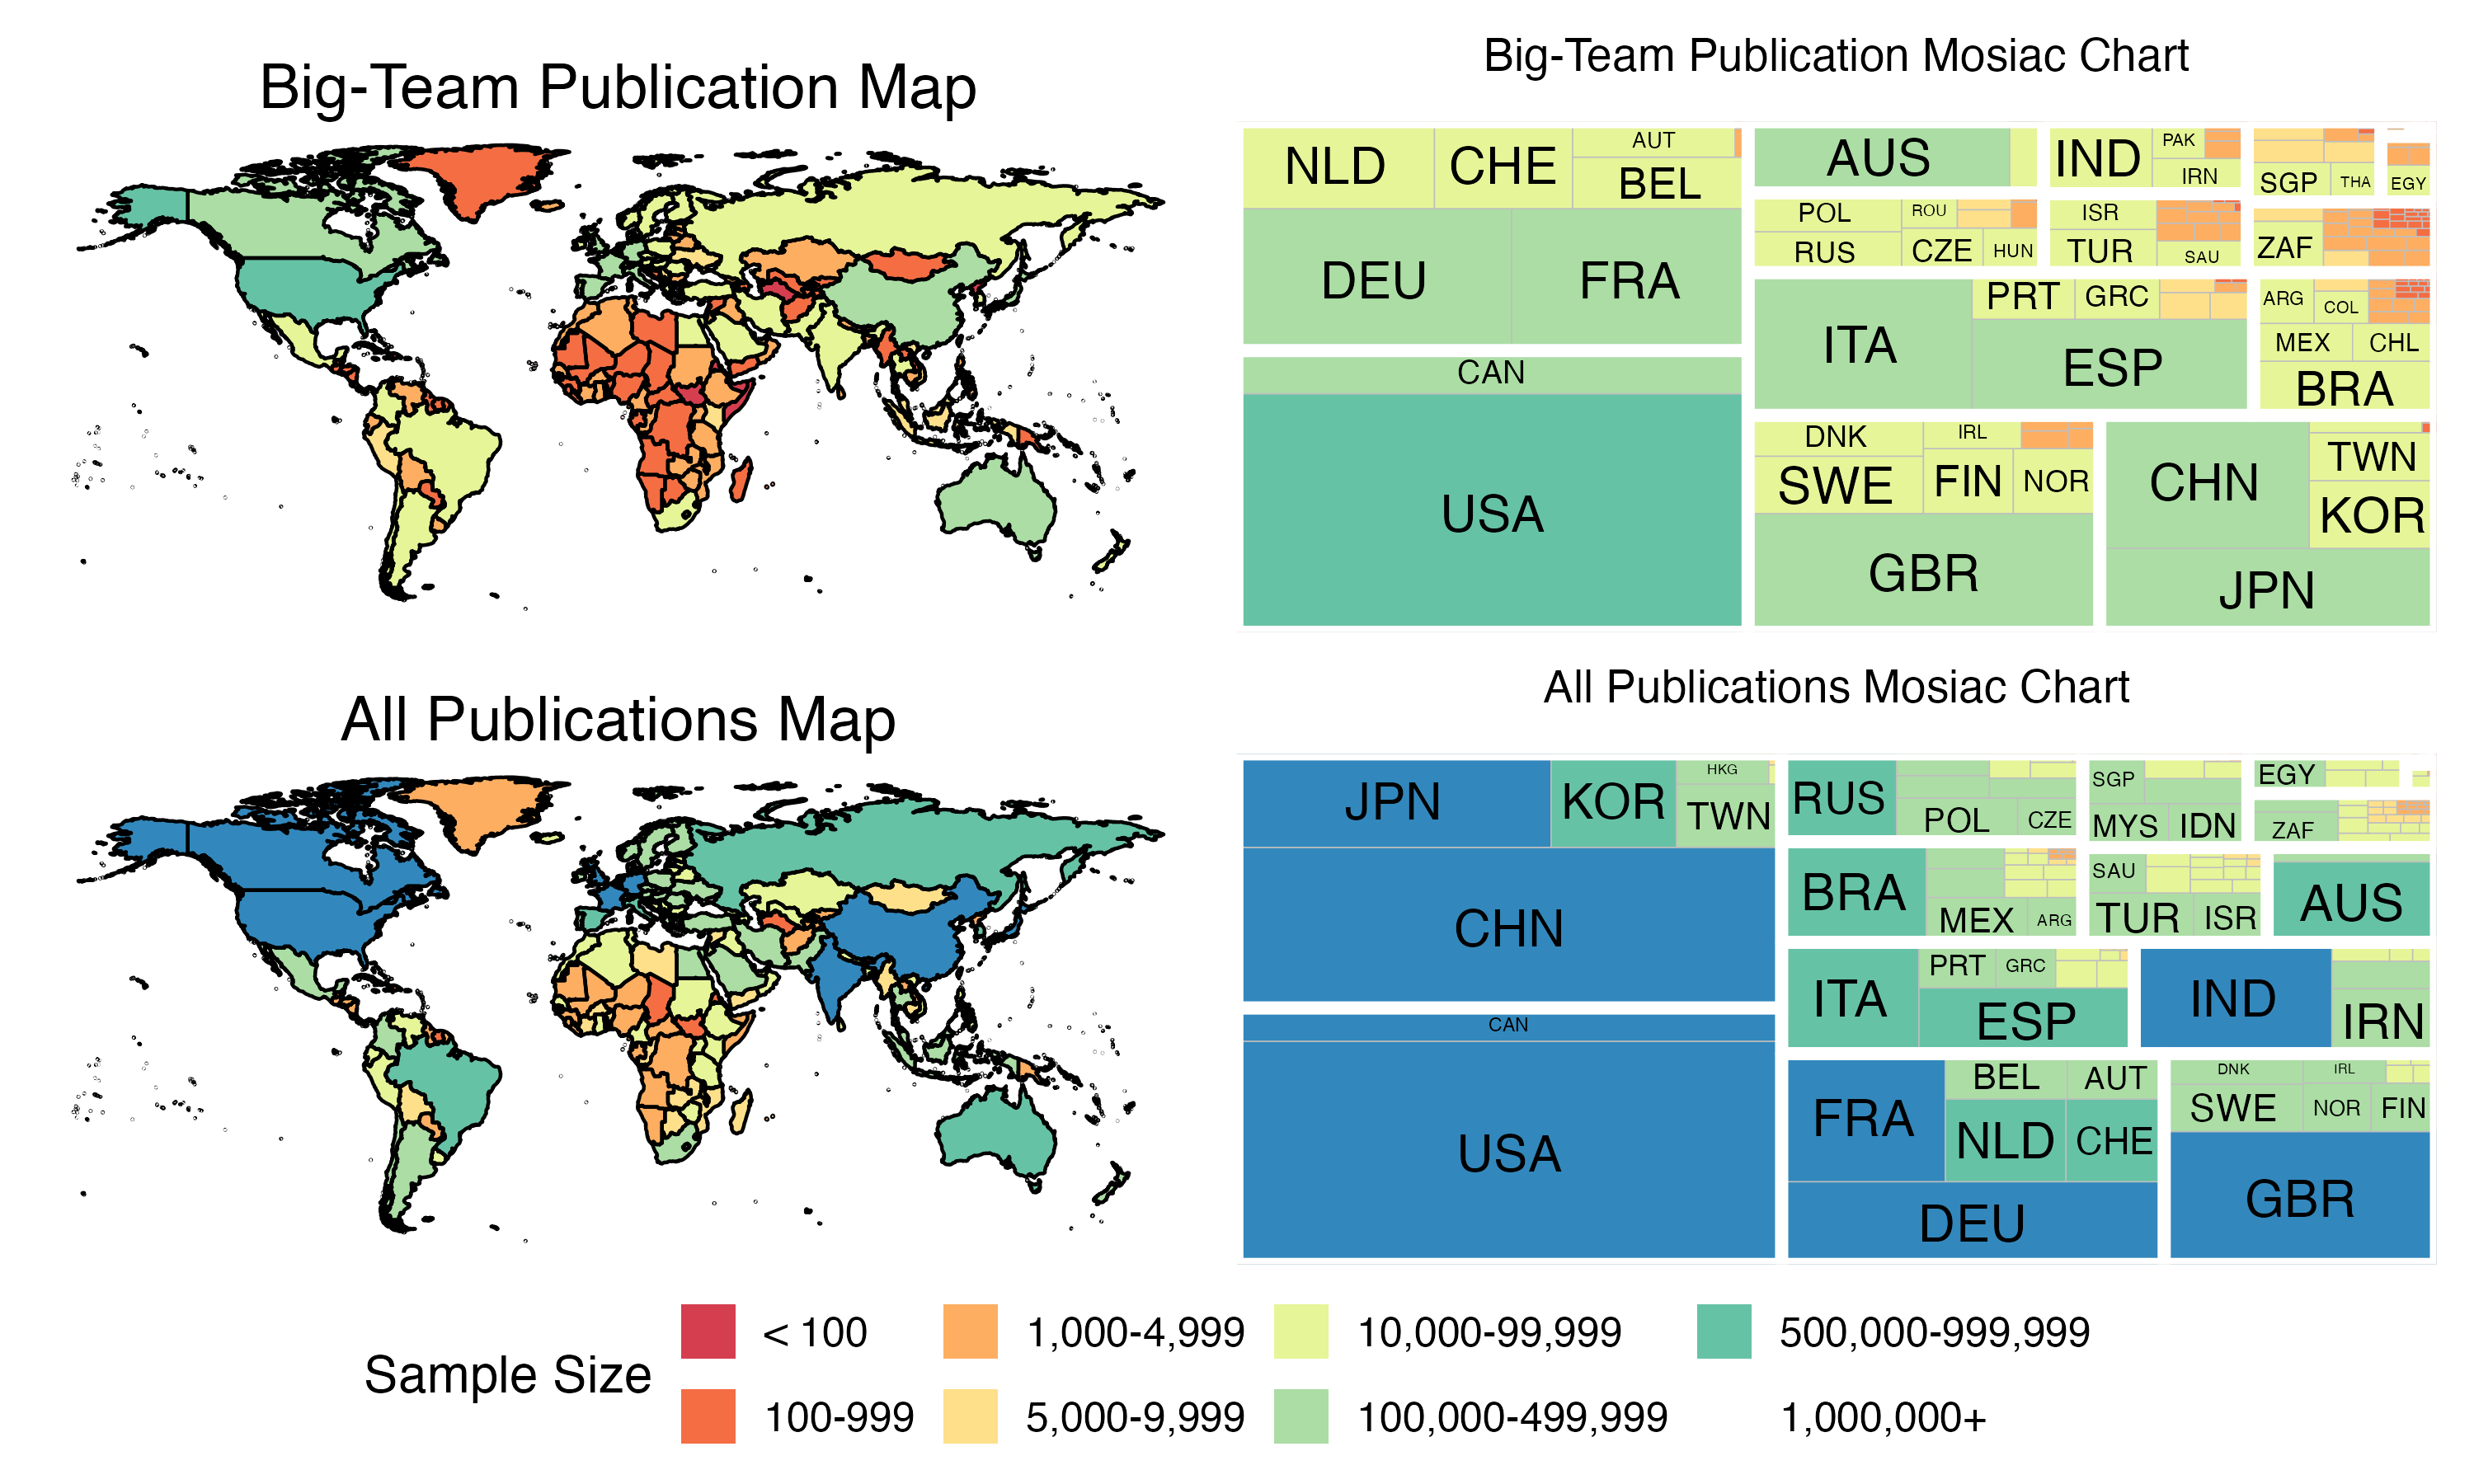 Big-Team Publication Map
Big-Team Publication Mosiac Chart
NLD
CHE
AUT
BEL
DEU
FRA
CAN
USA
AUS
IND
PAK
IRN
SGP
THA
EGY
POL
ROU
RUS
CZE
HUN
ISR
TUR
SAU
ZAF
ITA
PRT
GRC
ESP
ARG
COL
MEX
CHL
BRA
DNK
IRL
SWE
FIN
NOR
GBR
CHN
TWN
KOR
JPN
All Publications Map
All Publications Mosiac Chart
JPN
KOR
HKG
TWN
CHN
CAN
USA
RUS
POL
CZE
SGP
MYS
IDN
EGY
ZAF
BRA
MEX
ARG
SAU
TUR
ISR
AUS
ITA
PRT
GRC
ESP
IND
IRN
FRA
BEL
AUT
NLD
CHE
DEU
DNK
IRL
SWE
NOR
FIN
GBR
Sample Size
< 100
1,000-4,999
10,000-99,999
500,000-999,999
100-999
5,000-9,999
100,000-499,999
1,000,000+